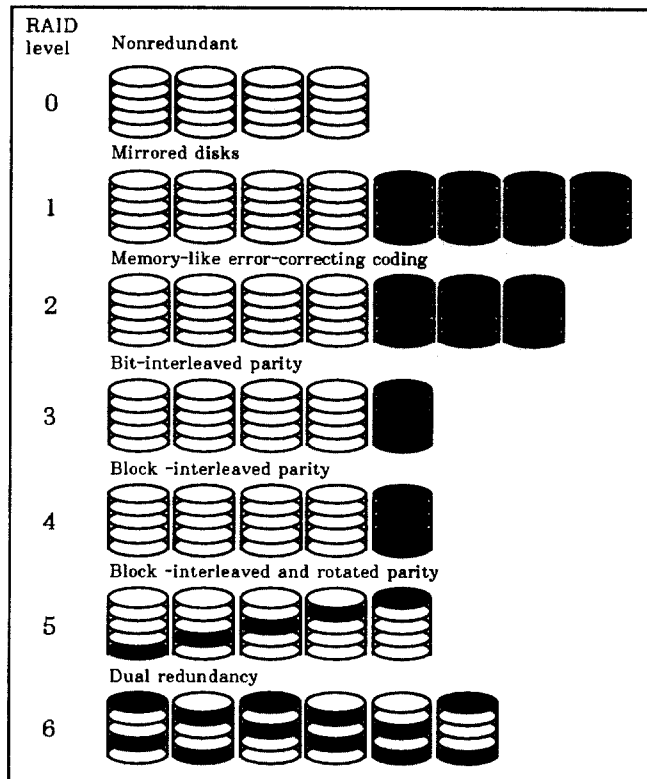 RAID
level
Nonredundant
0
Mirrored disks
1
Memory-like error-correcting coding
2
Bit-interleaved parity
3
Block -interleaved parity
4
Block -interleaved and rotated parity
5
Dual redundancy
6